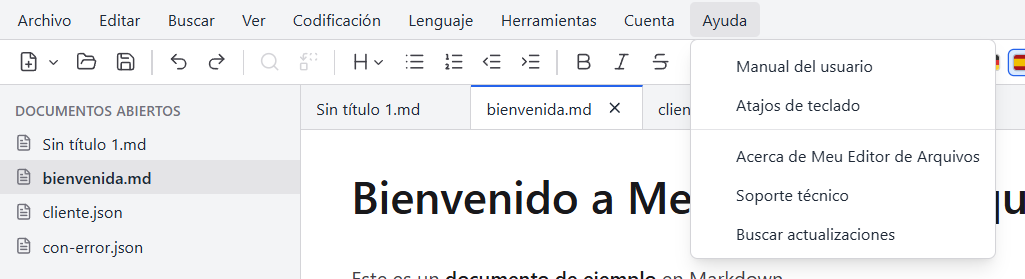 Archivo Editar Buscar Ver Codificación Lenguaje Herramientas Cuenta Ayuda
H B I S
DOCUMENTOS ABIERTOS
Sin título 1.md
bienvenida.md
cliente.json
con-error.json
Sin título 1.md bienvenida.md
Manual del usuario
Atajos de teclado
Acerca de Meu Editor de Arquivos
Soporte técnico
Buscar actualizaciones
Bienvenido a
Este es un documento de ejemplo en Markdown